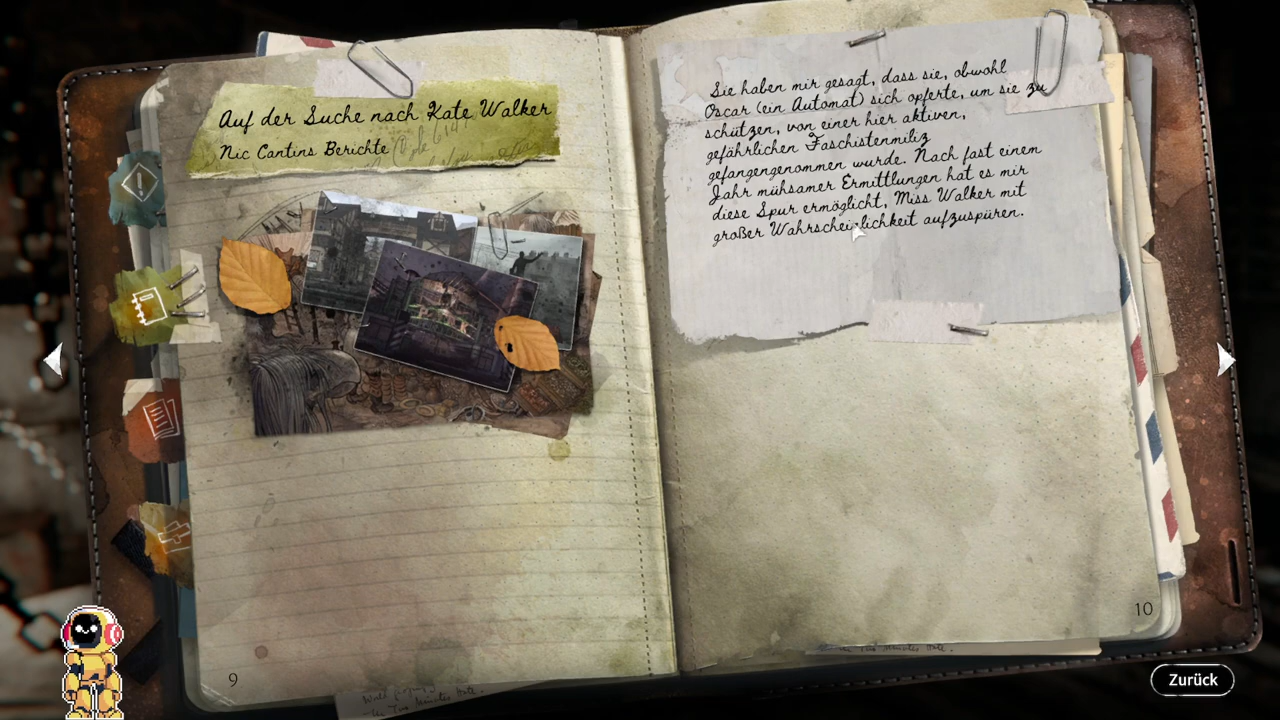 Auf der Suche nach Kate Walker
Nic Cantins Berichte
Sie haben mir gesagt, dass sie, obwohl
Oscar (ein Automat) sich opferte, um sie zu
schützen, von einer hier aktiven,
gefährlichen Faschistenmiliz
gefangengenommen wurde. Nach fast einem
Jahr mühsamer Ermittlungen hat es mir
diese Spur ermöglicht, Miss Walker mit
großer Wahrscheinlichkeit aufzuspüren.
9
10
Zurück